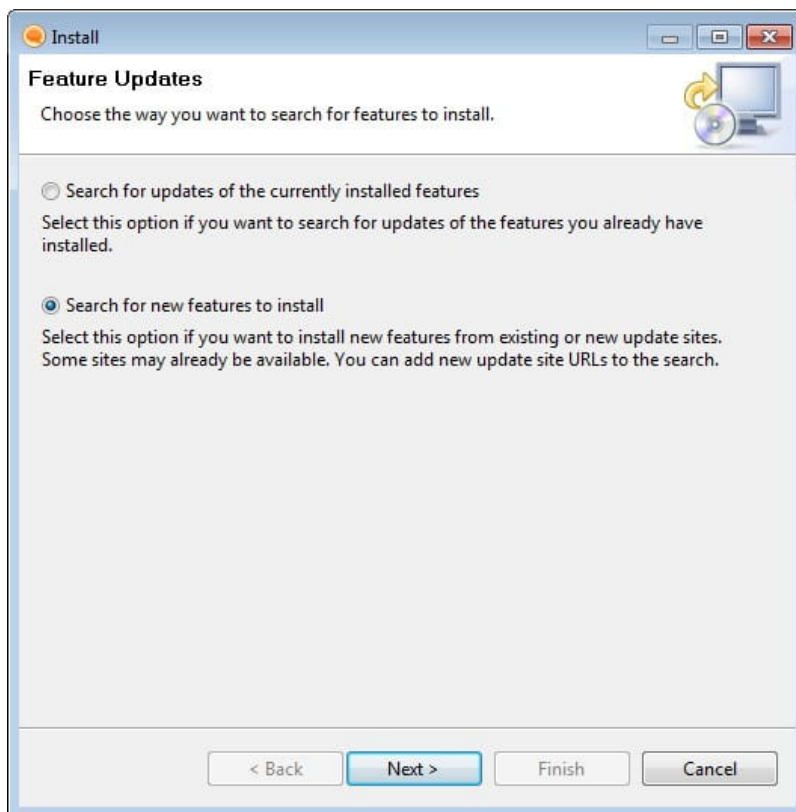 Install
Feature Updates
Choose the way you want to search for features to install.
Search for updates of the currently installed features
Select this option if you want to search for updates of the features you already have
installed.
Search for new features to install
Select this option if you want to install new features from existing or new update sites.
Some sites may already be available. You can add new update site URLs to the search.
< Back Next > Finish Cancel